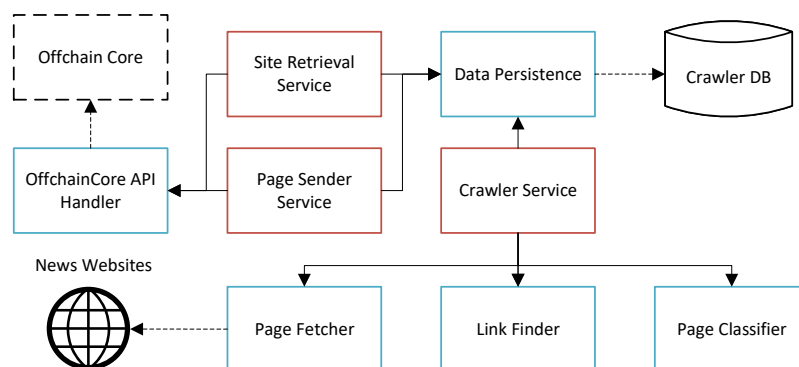 Offchain Core
Site Retrieval
Service
Data Persistence
Crawler DB
OffchainCore API
Handler
Page Sender
Service
Crawler Service
News Websites
Page Fetcher
Link Finder
Page Classifier